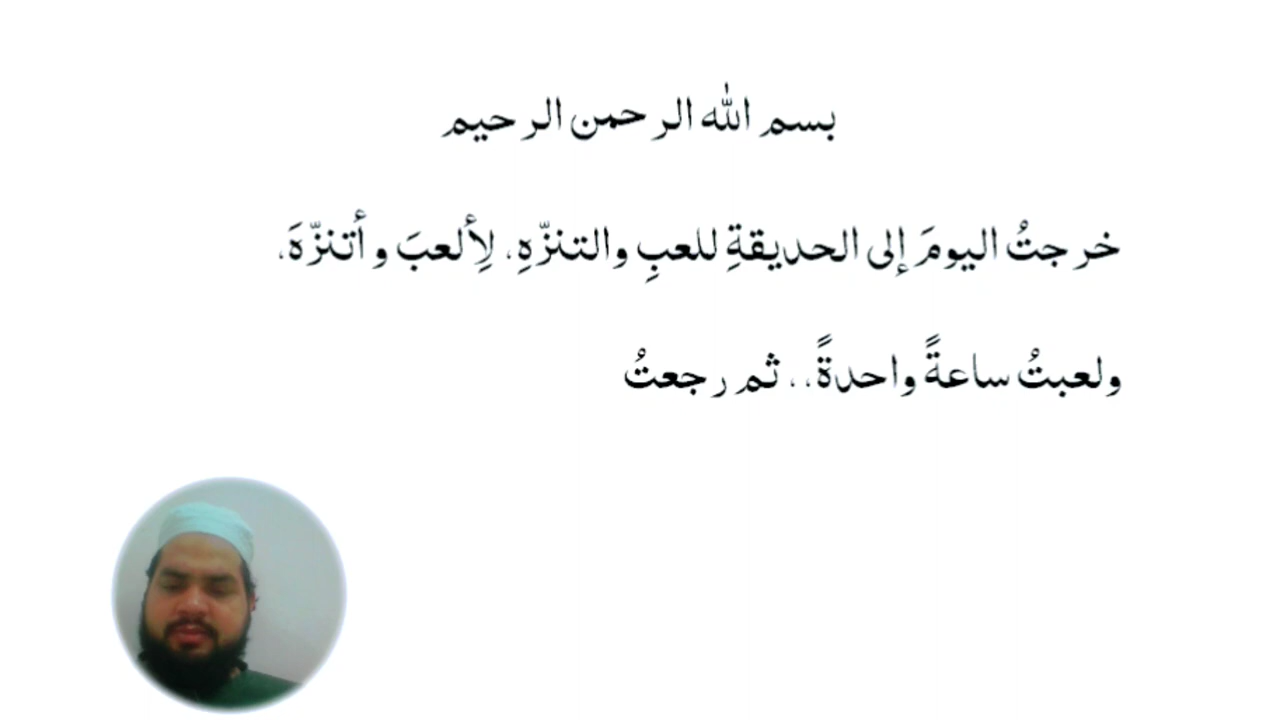 بسم الله الرحمن الرحيم
خرجتُ اليومَ إلى الحديقةِ للعبِ والتنزّهِ، لِألعبَ و أتنزّهَ،
ولعبتُ ساعةً واحدةً،، ثم رجعتُ